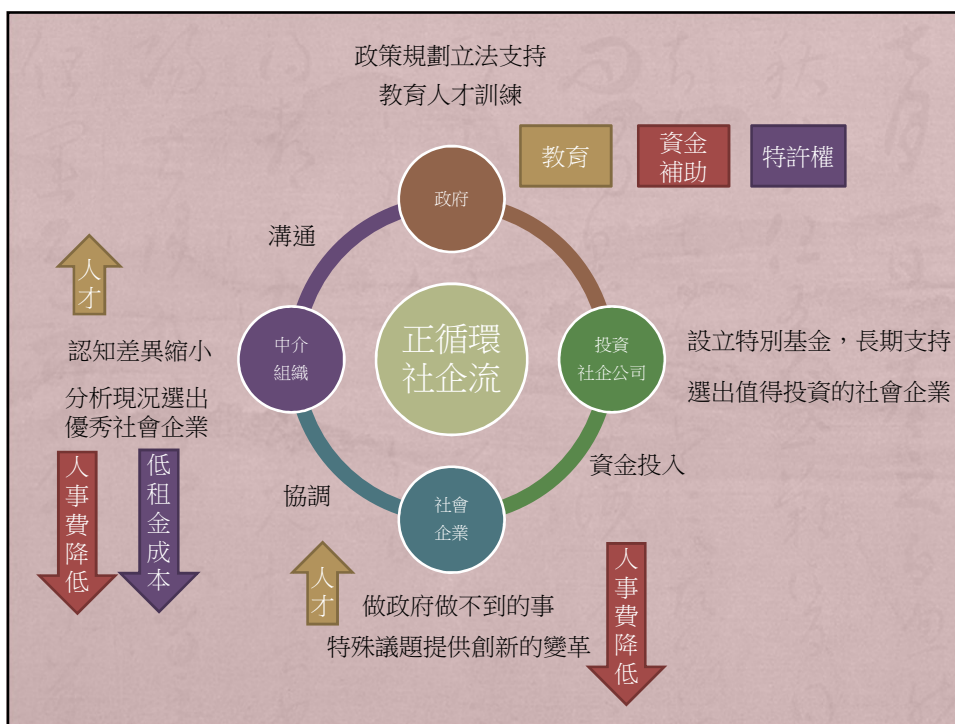 政策規劃立法支持
教育人才訓練
教育
資金
補助
特許權
政府
溝通
人才
正循環
社企流
中介
組織
投資
社企公司
認知差異縮小
分析現況選出
優秀社會企業
設立特別基金，長期支持
選出值得投資的社會企業
人事費降低
低租金成本
協調
資金投入
社會
企業
人才
做政府做不到的事
特殊議題提供創新的變革
人事費降低